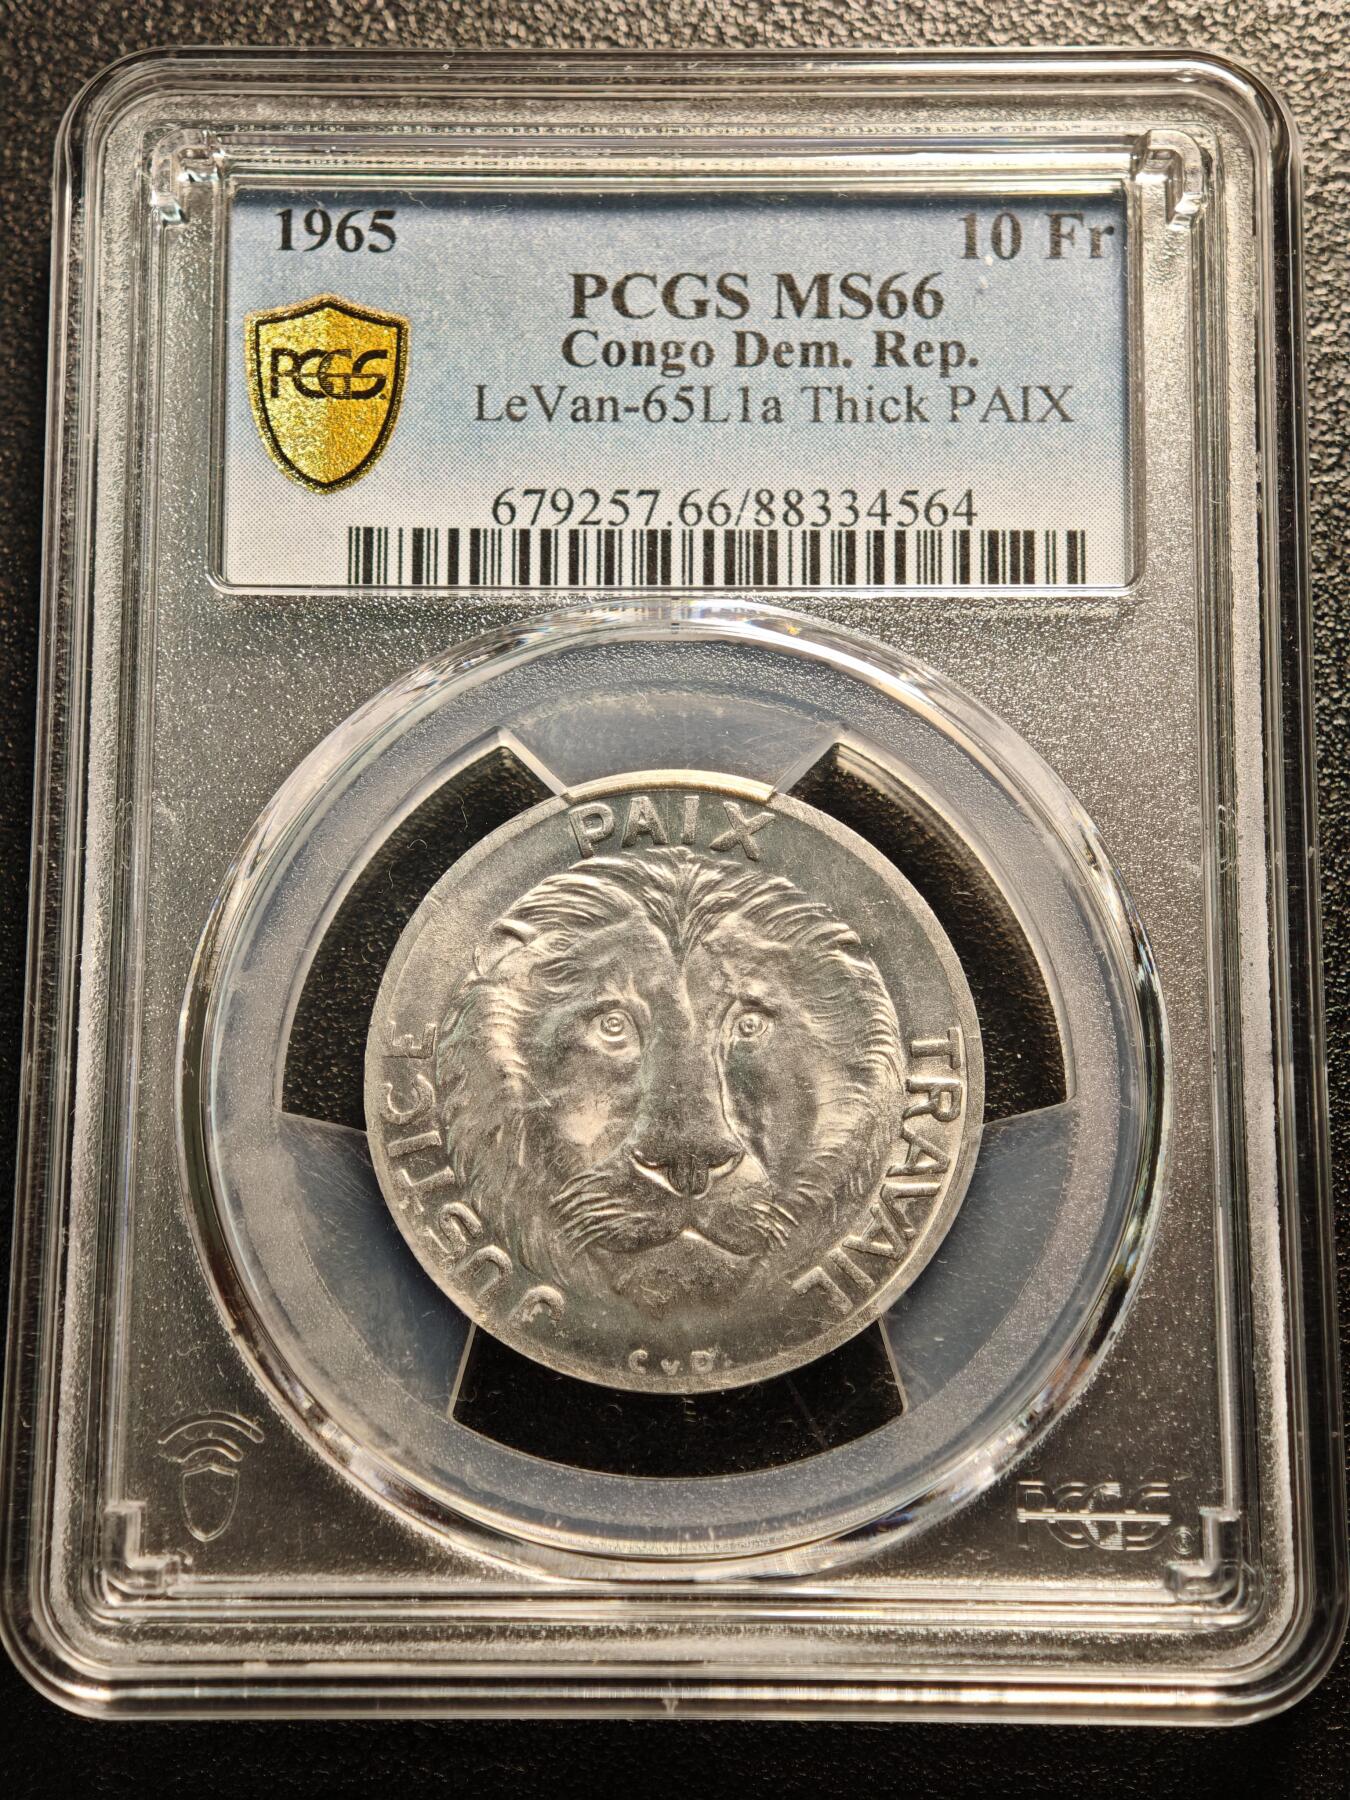 1965
10 Fr
PCGS MS66
Congo Dem. Rep.
LeVan-65L1a Thick PAIX
PCGS
679257.66/88334564
PAIX
JUSTICE
TRAVAIL
C v D.
PCGS